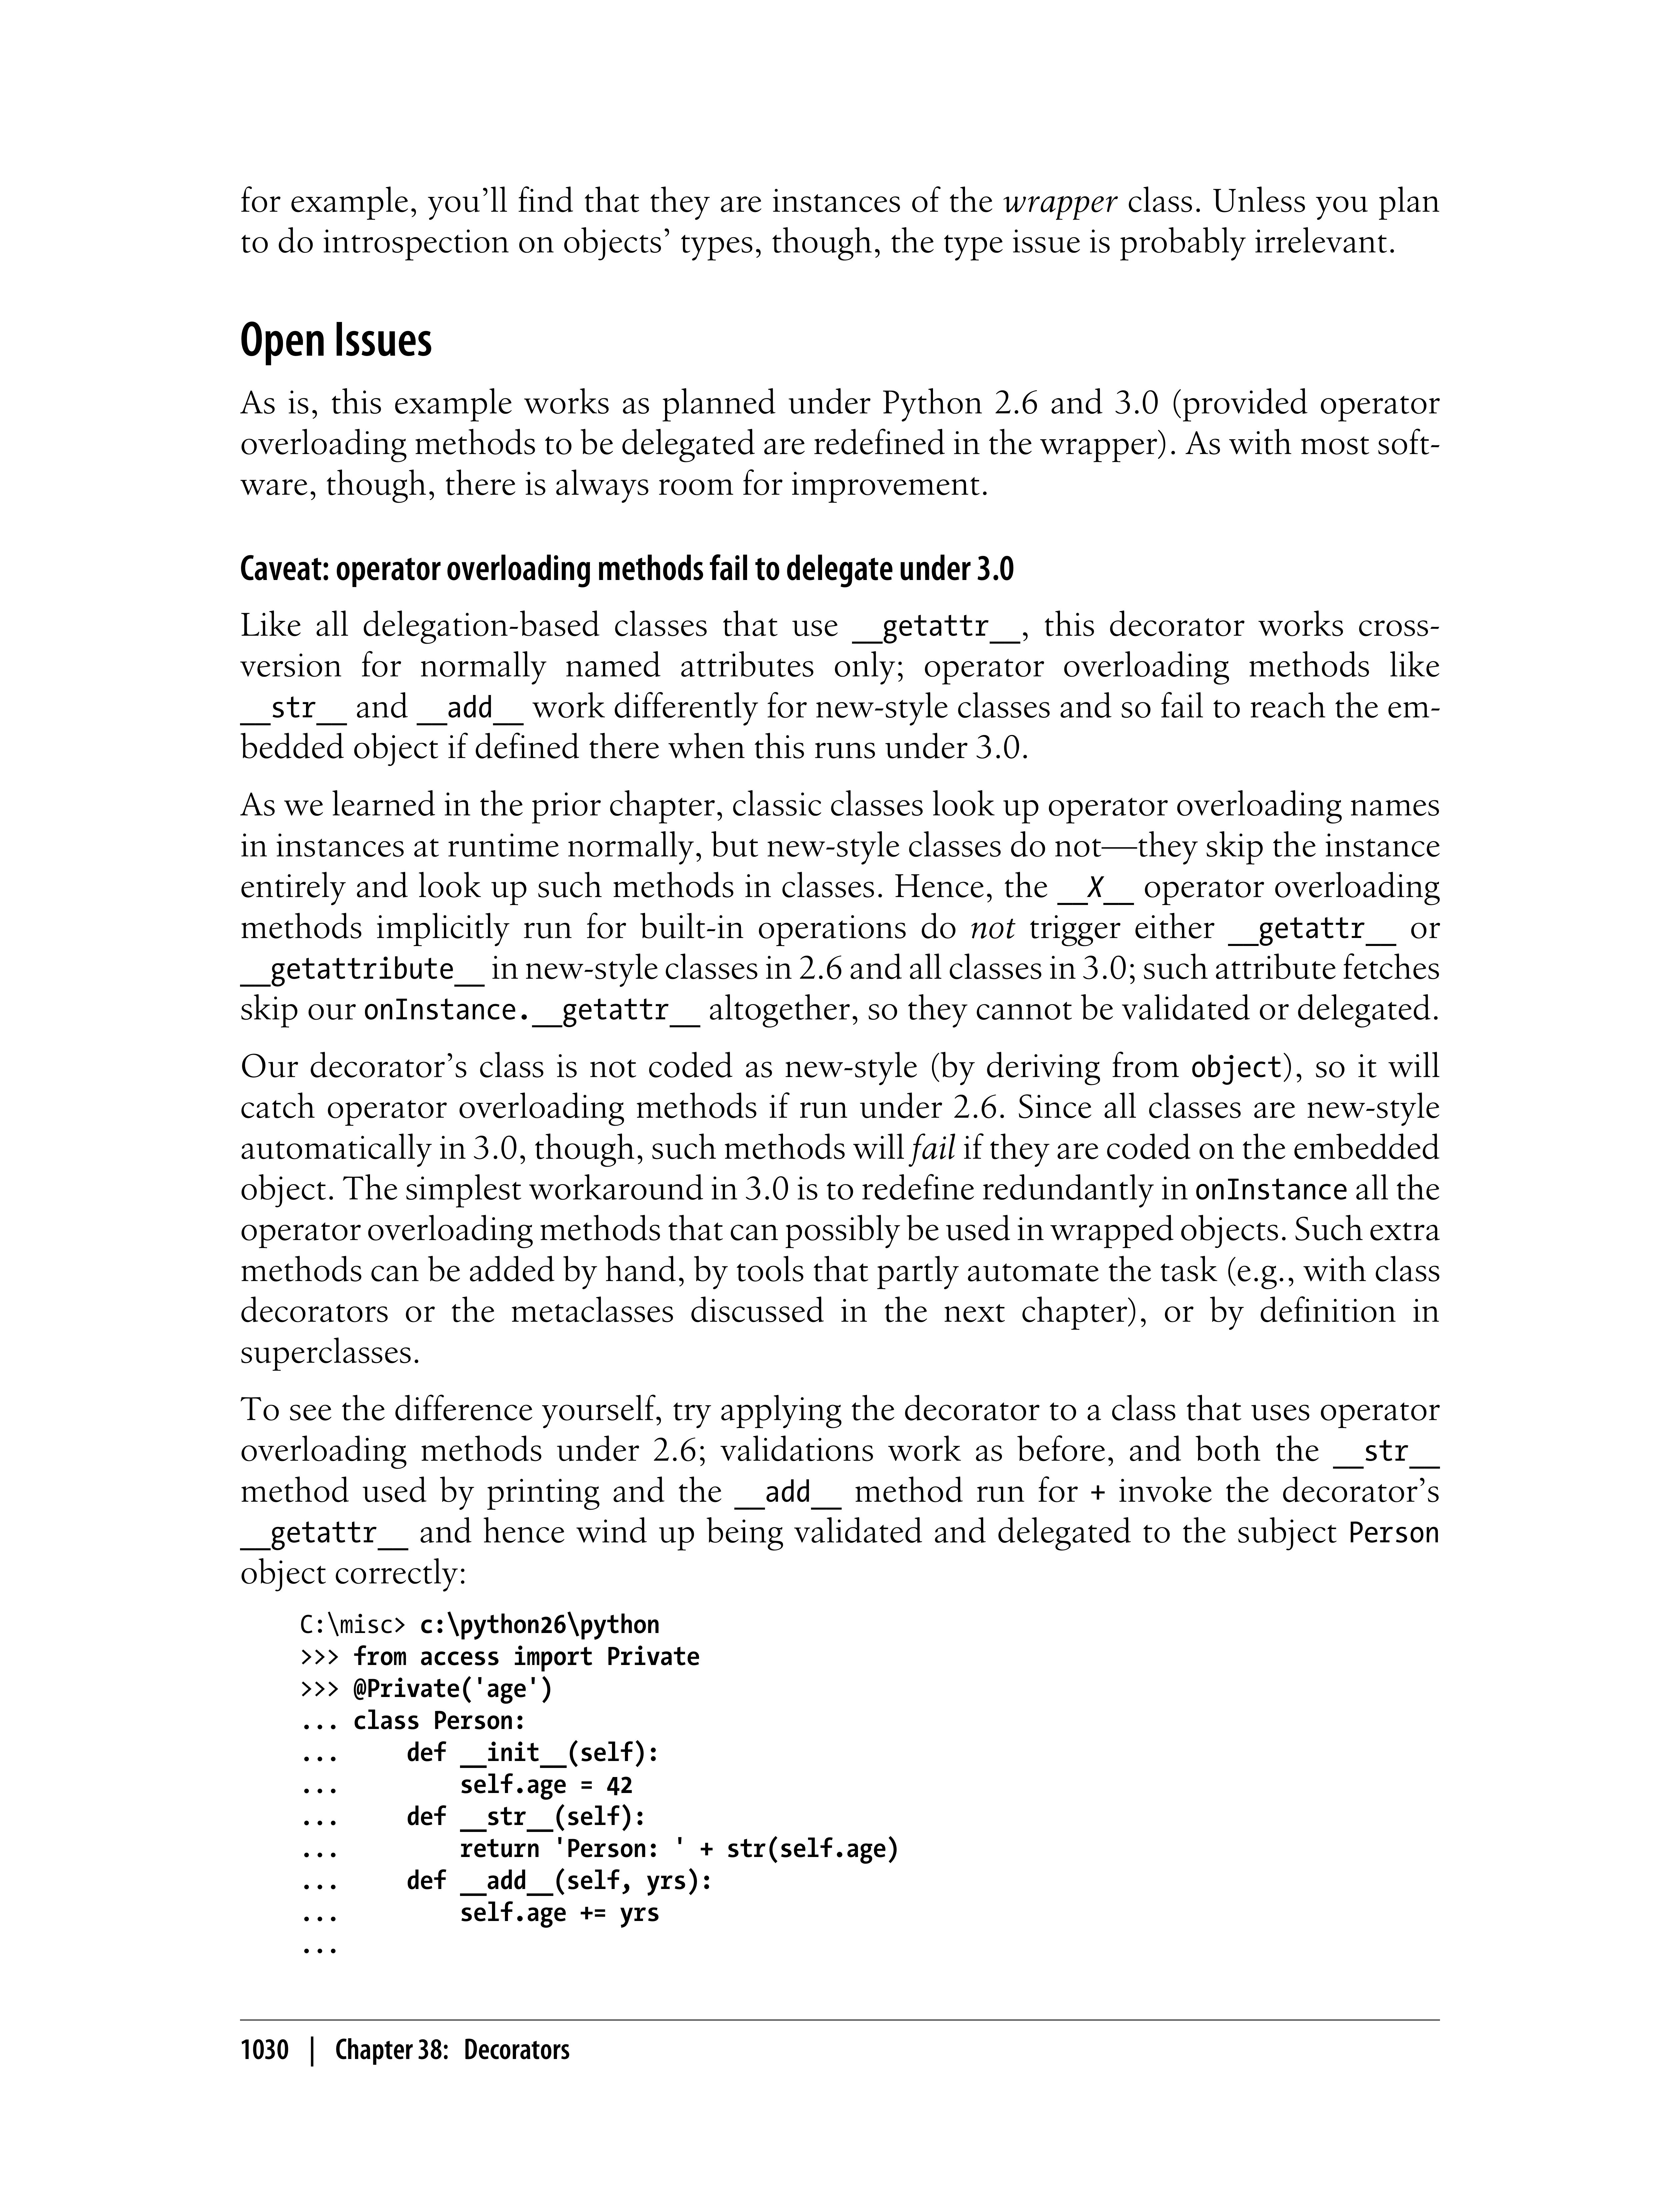 for example, you’ll find that they are instances of the wrapper class. Unless you plan
to do introspection on objects’ types, though, the type issue is probably irrelevant.
Open Issues
As is, this example works as planned under Python 2.6 and 3.0 (provided operator
overloading methods to be delegated are redefined in the wrapper). As with most soft-
ware, though, there is always room for improvement.
Caveat: operator overloading methods fail to delegate under 3.0
Like all delegation-based classes that use __getattr__, this decorator works cross-
version for normally named attributes only; operator overloading methods like
__str__ and __add__ work differently for new-style classes and so fail to reach the em-
bedded object if defined there when this runs under 3.0.
As we learned in the prior chapter, classic classes look up operator overloading names
in instances at runtime normally, but new-style classes do not—they skip the instance
entirely and look up such methods in classes. Hence, the __X__ operator overloading
methods implicitly run for built-in operations do not trigger either __getattr__ or
__getattribute__ in new-style classes in 2.6 and all classes in 3.0; such attribute fetches
skip our onInstance.__getattr__ altogether, so they cannot be validated or delegated.
Our decorator’s class is not coded as new-style (by deriving from object), so it will
catch operator overloading methods if run under 2.6. Since all classes are new-style
automatically in 3.0, though, such methods will fail if they are coded on the embedded
object. The simplest workaround in 3.0 is to redefine redundantly in onInstance all the
operator overloading methods that can possibly be used in wrapped objects. Such extra
methods can be added by hand, by tools that partly automate the task (e.g., with class
decorators or the metaclasses discussed in the next chapter), or by definition in
superclasses.
To see the difference yourself, try applying the decorator to a class that uses operator
overloading methods under 2.6; validations work as before, and both the __str__
method used by printing and the __add__ method run for + invoke the decorator’s
__getattr__ and hence wind up being validated and delegated to the subject Person
object correctly:
C:\misc> c:\python26\python
>>> from access import Private
>>> @Private('age')
... class Person:
...     def __init__(self):
...         self.age = 42
...     def __str__(self):
...         return 'Person: ' + str(self.age)
...     def __add__(self, yrs):
...         self.age += yrs
...
1030 | Chapter 38: Decorators